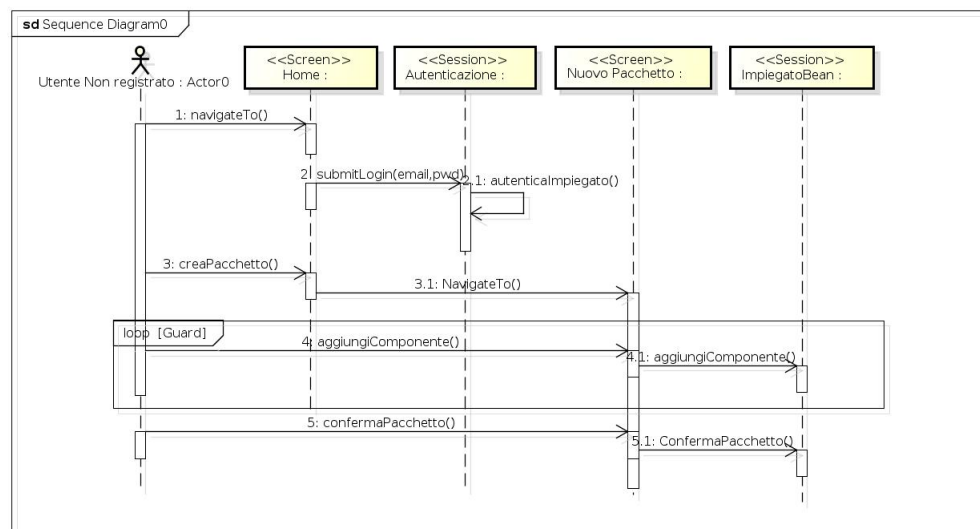 sd Sequence Diagram0
Utente Non registrato : Actor0
<<Screen>>
Home :
<<Session>>
Autenticazione :
<<Screen>>
Nuovo Pacchetto :
<<Session>>
ImpiegatoBean :
1: navigateTo()
2: submitLogin(email,pwd)
2.1: autenticaImpiegato()
3: creaPacchetto()
3.1: NavigateTo()
loop [Guard]
4: aggiungiComponente()
4.1: aggiungiComponente()
5: confermaPacchetto()
5.1: ConfermaPacchetto()